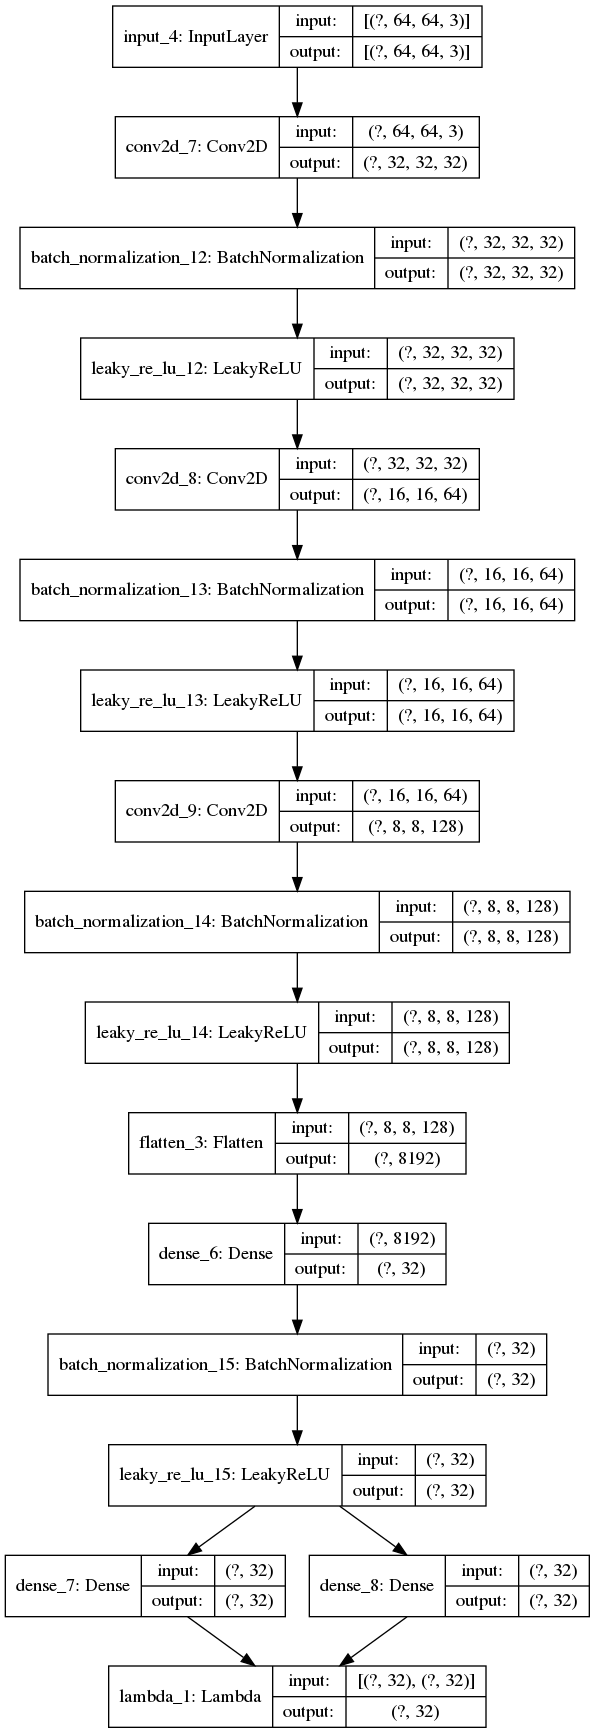 input_4: InputLayer
input: [(?, 64, 64, 3)]
output: [(?, 64, 64, 3)]
conv2d_7: Conv2D
input: (?, 64, 64, 3)
output: (?, 32, 32, 32)
batch_normalization_12: BatchNormalization
input: (?, 32, 32, 32)
output: (?, 32, 32, 32)
leaky_re_lu_12: LeakyReLU
input: (?, 32, 32, 32)
output: (?, 32, 32, 32)
conv2d_8: Conv2D
input: (?, 32, 32, 32)
output: (?, 16, 16, 64)
batch_normalization_13: BatchNormalization
input: (?, 16, 16, 64)
output: (?, 16, 16, 64)
leaky_re_lu_13: LeakyReLU
input: (?, 16, 16, 64)
output: (?, 16, 16, 64)
conv2d_9: Conv2D
input: (?, 16, 16, 64)
output: (?, 8, 8, 128)
batch_normalization_14: BatchNormalization
input: (?, 8, 8, 128)
output: (?, 8, 8, 128)
leaky_re_lu_14: LeakyReLU
input: (?, 8, 8, 128)
output: (?, 8, 8, 128)
flatten_3: Flatten
input: (?, 8, 8, 128)
output: (?, 8192)
dense_6: Dense
input: (?, 8192)
output: (?, 32)
batch_normalization_15: BatchNormalization
input: (?, 32)
output: (?, 32)
leaky_re_lu_15: LeakyReLU
input: (?, 32)
output: (?, 32)
dense_7: Dense
input: (?, 32)
output: (?, 32)
dense_8: Dense
input: (?, 32)
output: (?, 32)
lambda_1: Lambda
input: [(?, 32), (?, 32)]
output: (?, 32)